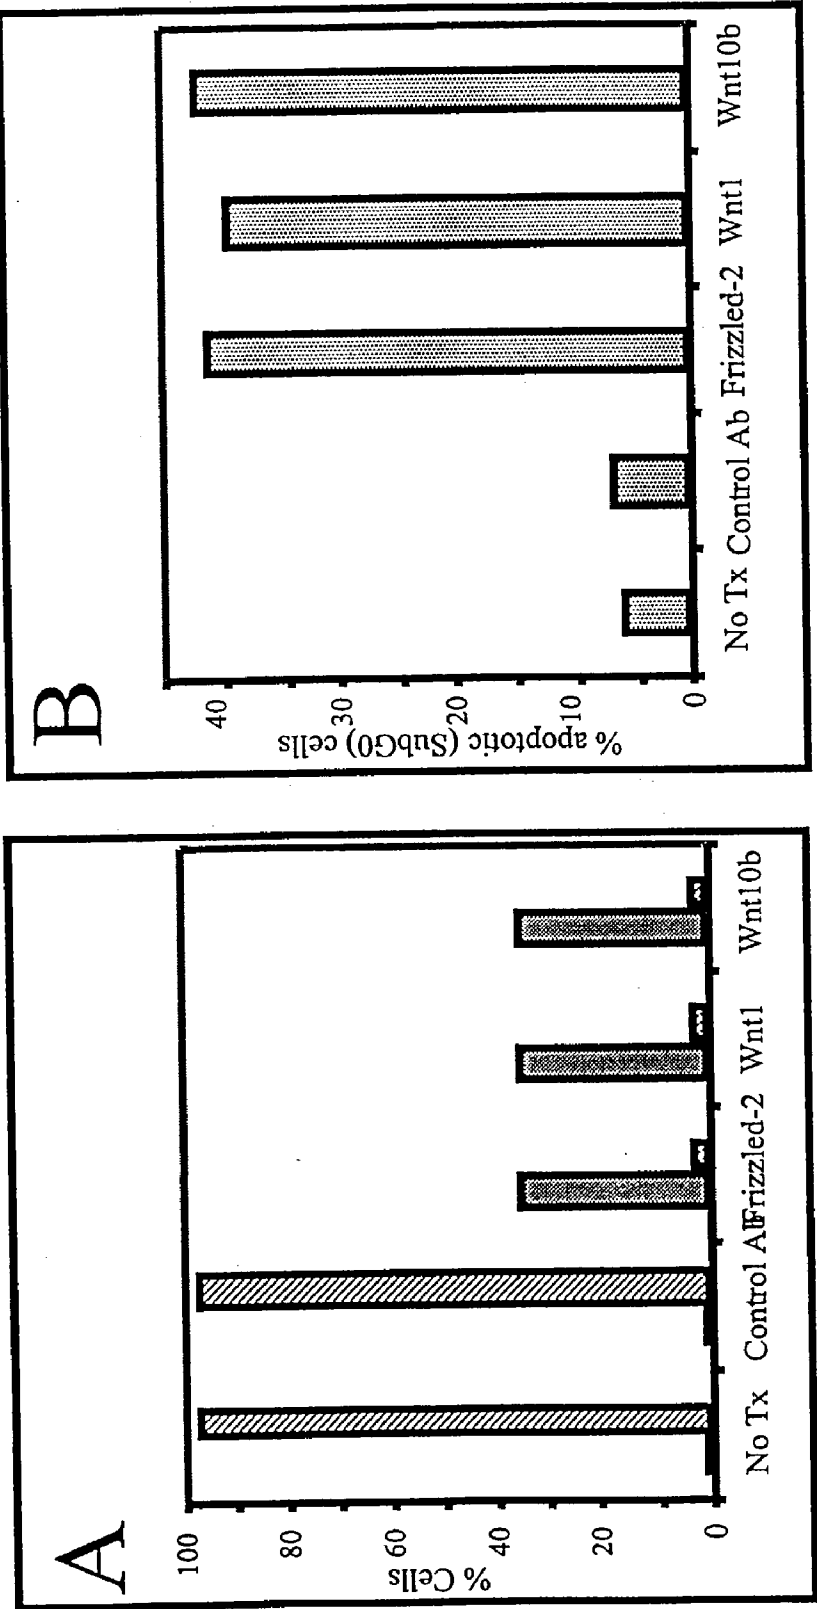 A
% Cells
100
80
60
40
20
0
No Tx Control Ab Frizzled-2 Wnt1 Wnt10b
B
% apoptotic (SubG0) cells
40
30
20
10
0
No Tx Control Ab Frizzled-2 Wnt1 Wnt10b